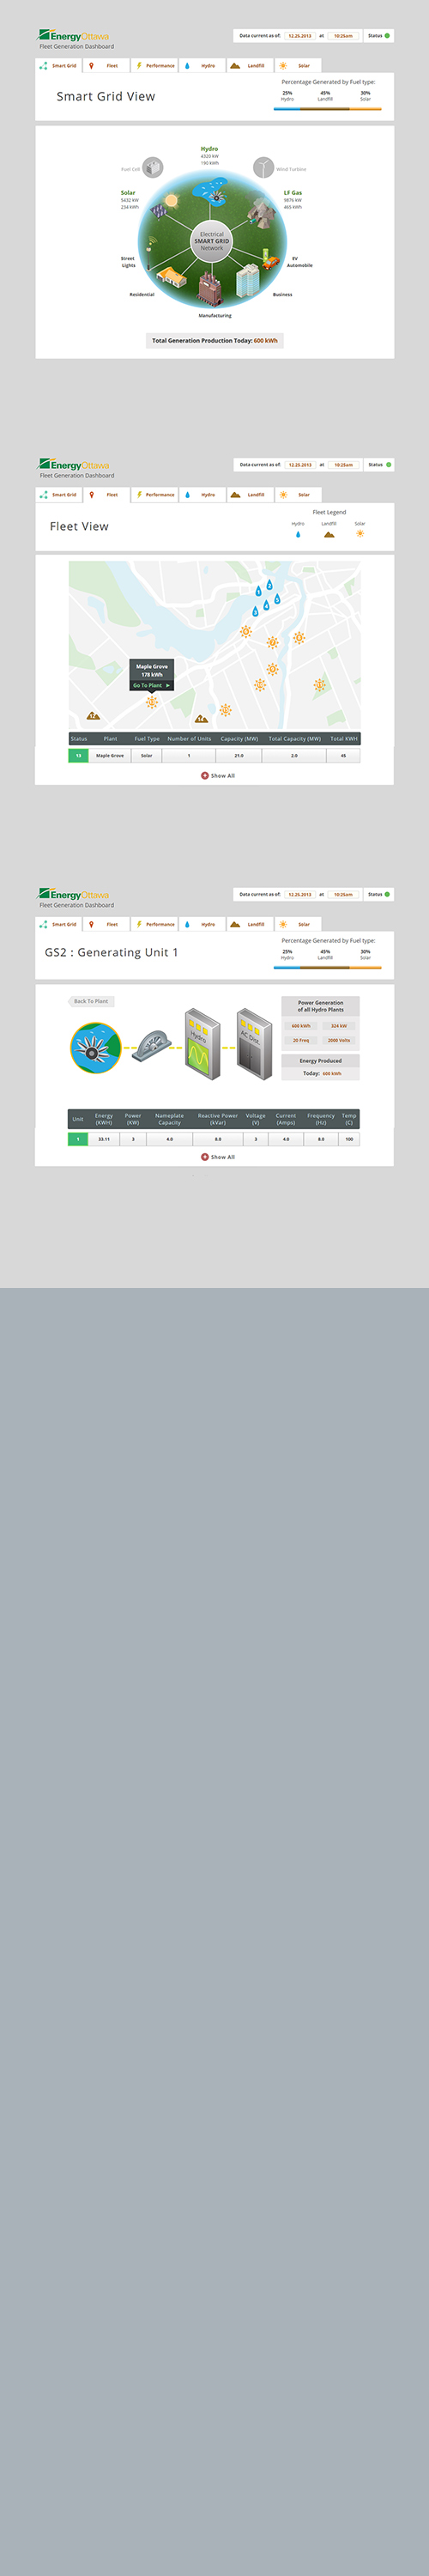 EnergyOttawa
Fleet Generation Dashboard
Data current as of: 12.25.2013 at 10:25am Status
Smart Grid Fleet Performance Hydro Landfill Solar
Smart Grid View
Percentage Generated by Fuel type:
25% 45% 30%
Hydro Landfill Solar
Hydro
4320 kW
190 kWh
Fuel Cell
Wind Turbine
Solar
5432 kW
234 kWh
LF Gas
9876 kW
465 kWh
Electrical
SMART GRID
Network
Street
Lights
EV
Automobile
Residential
Business
Manufacturing
Total Generation Production Today: 600 kWh
EnergyOttawa
Fleet Generation Dashboard
Data current as of: 12.25.2013 at 10:25am Status
Smart Grid Fleet Performance Hydro Landfill Solar
Fleet View
Fleet Legend
Hydro Landfill Solar
Maple Grove
178 kWh
Go To Plant
Status Plant Fuel Type Number of Units Capacity (MW) Total Capacity (MW) Total KWH
13 Maple Grove Solar 1 21.0 2.0 45
Show All
EnergyOttawa
Fleet Generation Dashboard
Data current as of: 12.25.2013 at 10:25am Status
Smart Grid Fleet Performance Hydro Landfill Solar
GS2 : Generating Unit 1
Percentage Generated by Fuel type:
25% 45% 30%
Hydro Landfill Solar
Back To Plant
Hydro
AC Dist.
Power Generation
of all Hydro Plants
606 kWh 324 kW
20 Freq 2000 Volts
Energy Produced
Today: 600 kWh
Unit Energy (KWH) Power (KW) Nameplate Capacity Reactive Power (kVar) Voltage (V) Current (Amps) Frequency (Hz) Temp (C)
1 33.11 3 4.0 8.0 3 4.0 8.0 100
Show All